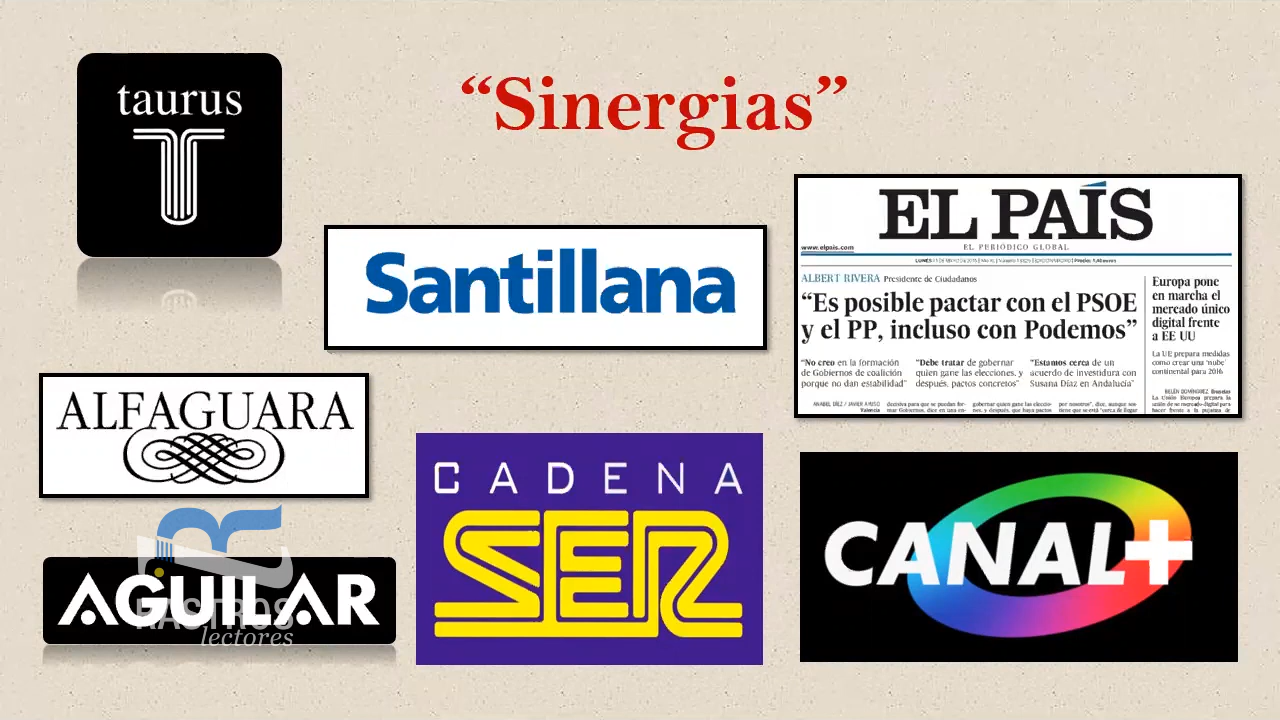 taurus
“Sinergias”
Santillana
EL PAÍS
www.elpais.com
EL PERIÓDICO GLOBAL
ALBERT RIVERA Presidente de Ciudadanos
“Es posible pactar con el PSOE
y el PP, incluso con Podemos”
“No creo en la formación
de Gobiernos de coalición
porque no dan estabilidad”
“Debe tratar de gobernar
quien gane las elecciones, y
después, pactos concretos”
“Estamos cerca de un
acuerdo de investidura con
Susana Díaz en Andalucía”
Europa pone
en marcha el
mercado único
digital frente
a EE UU
La UE prepara medidas
como crear una ‘nube’
continental para 2016
ALFAGUARA
CADENA
SER
CANAL+
AGUILAR
RASTROS
lectores